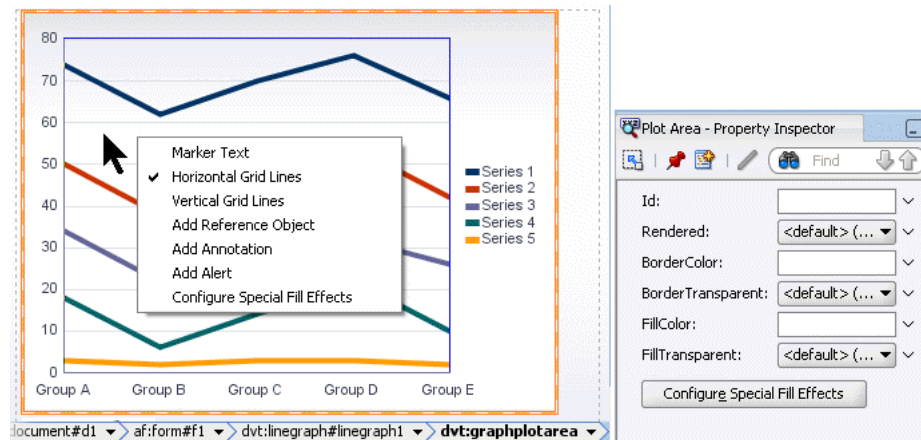 80
70
60
50
40
30
20
10
0
Group A Group B Group C Group D Group E
Marker Text
Horizontal Grid Lines
Vertical Grid Lines
Add Reference Object
Add Annotation
Add Alert
Configure Special Fill Effects
Series 1
Series 2
Series 3
Series 4
Series 5
document#d1 af:form#f1 dvt:linegraph#linegraph1 dvt:graphplotarea
Plot Area - Property Inspector
Find
Id:
Rendered: <default> (...
BorderColor:
BorderTransparent: <default> (...
FillColor:
FillTransparent: <default> (...
Configure Special Fill Effects